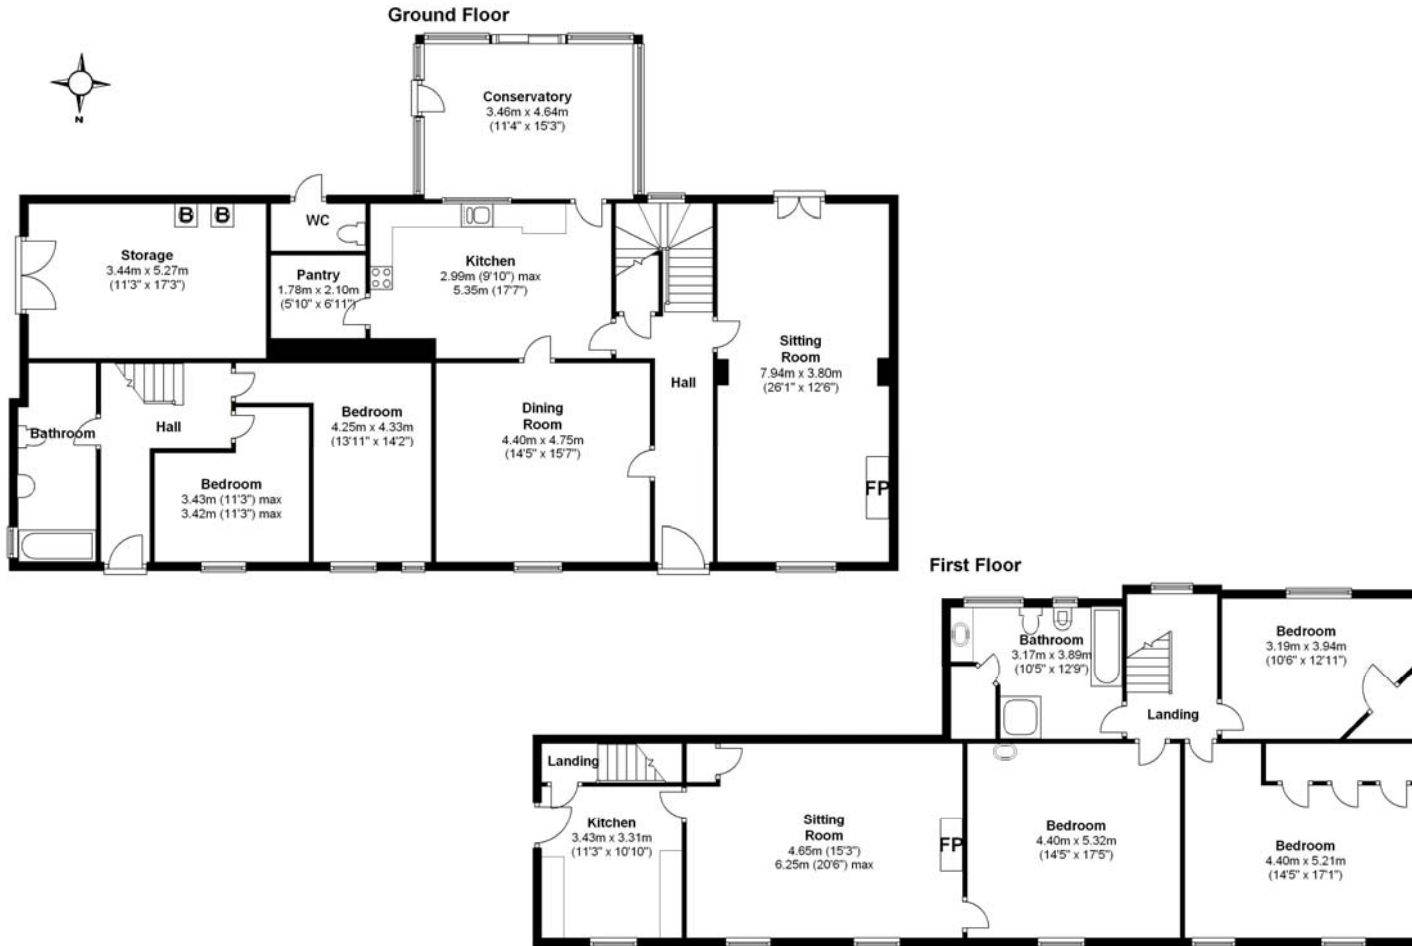 Ground Floor
N
Conservatory
3.46m x 4.64m
(11'4" x 15'3")
B B
WC
Storage
3.44m x 5.27m
(11'3" x 17'3")
Pantry
1.78m x 2.10m
(5'10" x 6'11")
Kitchen
2.99m (9'10") max
5.35m (17'7")
Sitting
Room
7.94m x 3.80m
(26'1" x 12'6")
FP
Hall
Dining
Room
4.40m x 4.75m
(14'5" x 15'7")
Bedroom
4.25m x 4.33m
(13'11" x 14'2")
Hall
Bathroom
Bedroom
3.43m (11'3") max
3.42m (11'3") max
First Floor
Bathroom
3.17m x 3.89m
(10'5" x 12'9")
Bedroom
3.19m x 3.94m
(10'6" x 12'11")
Landing
Landing
Kitchen
3.43m x 3.31m
(11'3" x 10'10")
Sitting
Room
4.65m (15'3")
6.25m (20'6") max
FP
Bedroom
4.40m x 5.32m
(14'5" x 17'5")
Bedroom
4.40m x 5.21m
(14'5" x 17'1")